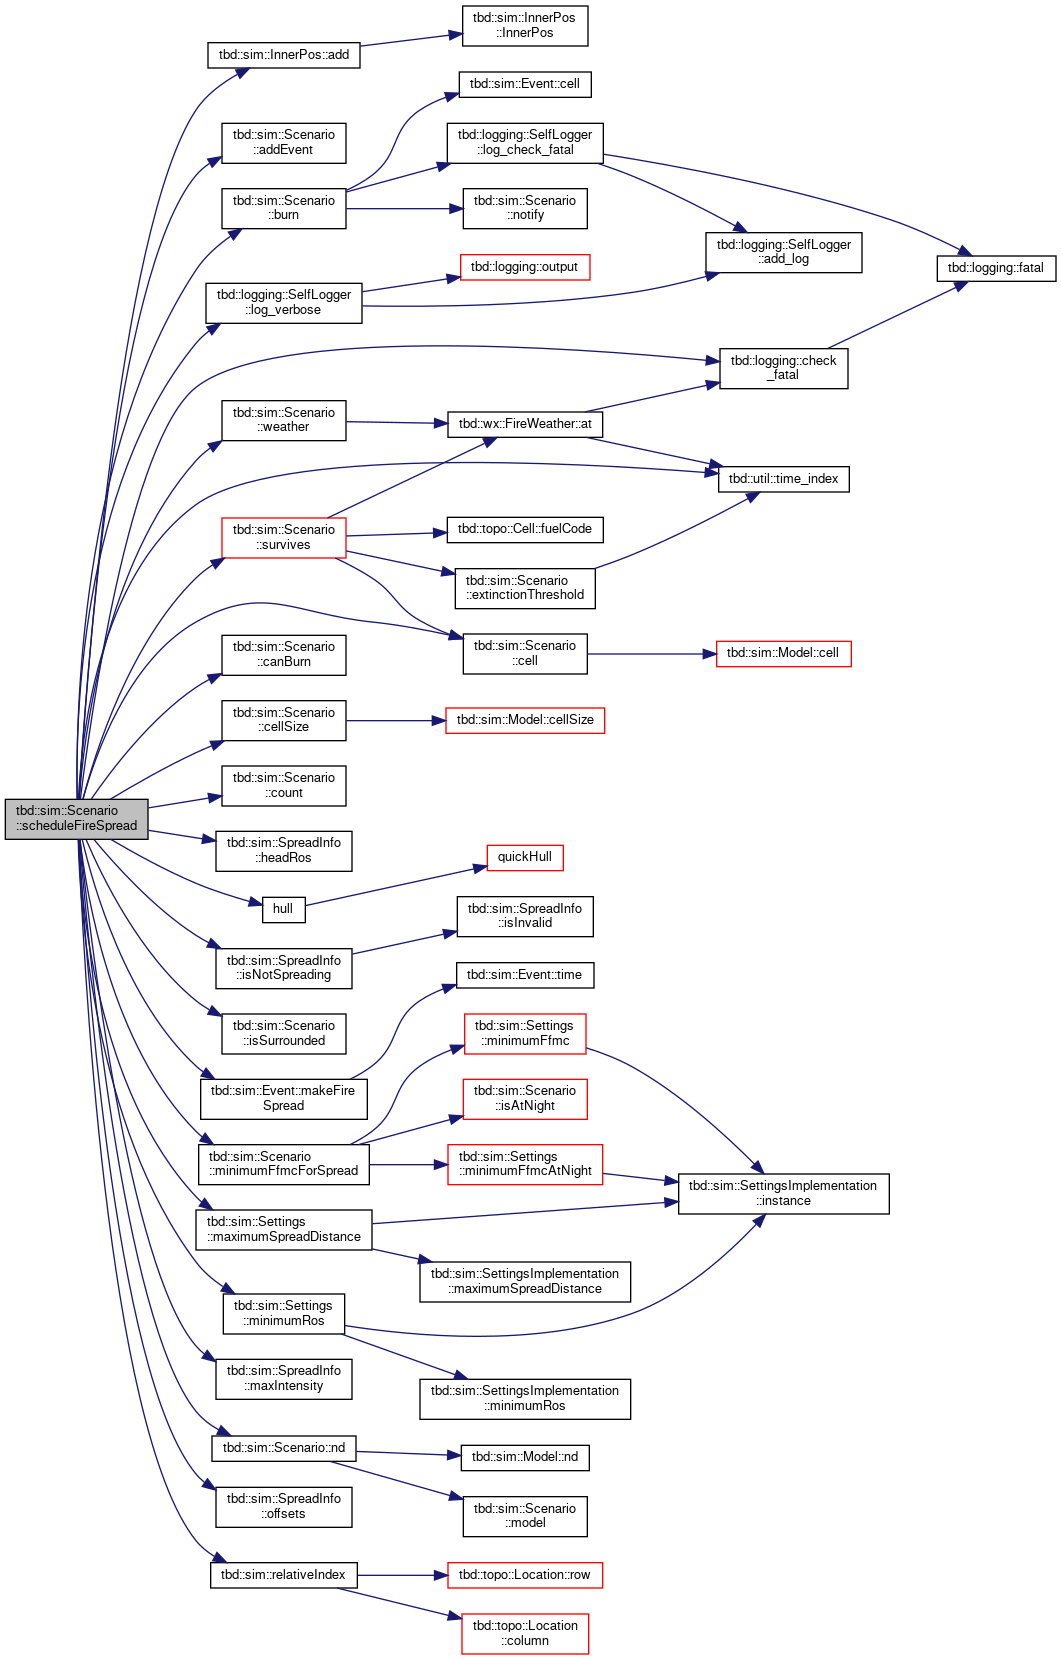 tbd::sim::Scenario
::scheduleFireSpread
tbd::sim::InnerPos::add
tbd::sim::InnerPos
::InnerPos
tbd::sim::Scenario
::addEvent
tbd::sim::Scenario
::burn
tbd::sim::Event::cell
tbd::logging::SelfLogger
::log_check_fatal
tbd::sim::Scenario
::notify
tbd::logging::SelfLogger
::add_log
tbd::logging::fatal
tbd::logging::SelfLogger
::log_verbose
tbd::logging::output
tbd::logging::check
_fatal
tbd::sim::Scenario
::weather
tbd::wx::FireWeather::at
tbd::util::time_index
tbd::sim::Scenario
::survives
tbd::topo::Cell::fuelCode
tbd::sim::Scenario
::extinctionThreshold
tbd::sim::Scenario
::cell
tbd::sim::Model::cell
tbd::sim::Scenario
::canBurn
tbd::sim::Scenario
::cellSize
tbd::sim::Model::cellSize
tbd::sim::Scenario
::count
tbd::sim::SpreadInfo
::headRos
hull
quickHull
tbd::sim::SpreadInfo
::isNotSpreading
tbd::sim::SpreadInfo
::isInvalid
tbd::sim::Scenario
::isSurrounded
tbd::sim::Event::makeFire
Spread
tbd::sim::Event::time
tbd::sim::Scenario
::minimumFfmcForSpread
tbd::sim::Settings
::minimumFfmc
tbd::sim::Scenario
::isAtNight
tbd::sim::Settings
::minimumFfmcAtNight
tbd::sim::SettingsImplementation
::instance
tbd::sim::Settings
::maximumSpreadDistance
tbd::sim::SettingsImplementation
::maximumSpreadDistance
tbd::sim::Settings
::minimumRos
tbd::sim::SettingsImplementation
::minimumRos
tbd::sim::SpreadInfo
::maxIntensity
tbd::sim::Scenario::nd
tbd::sim::Model::nd
tbd::sim::Scenario
::model
tbd::sim::SpreadInfo
::offsets
tbd::sim::relativeIndex
tbd::topo::Location::row
tbd::topo::Location
::column